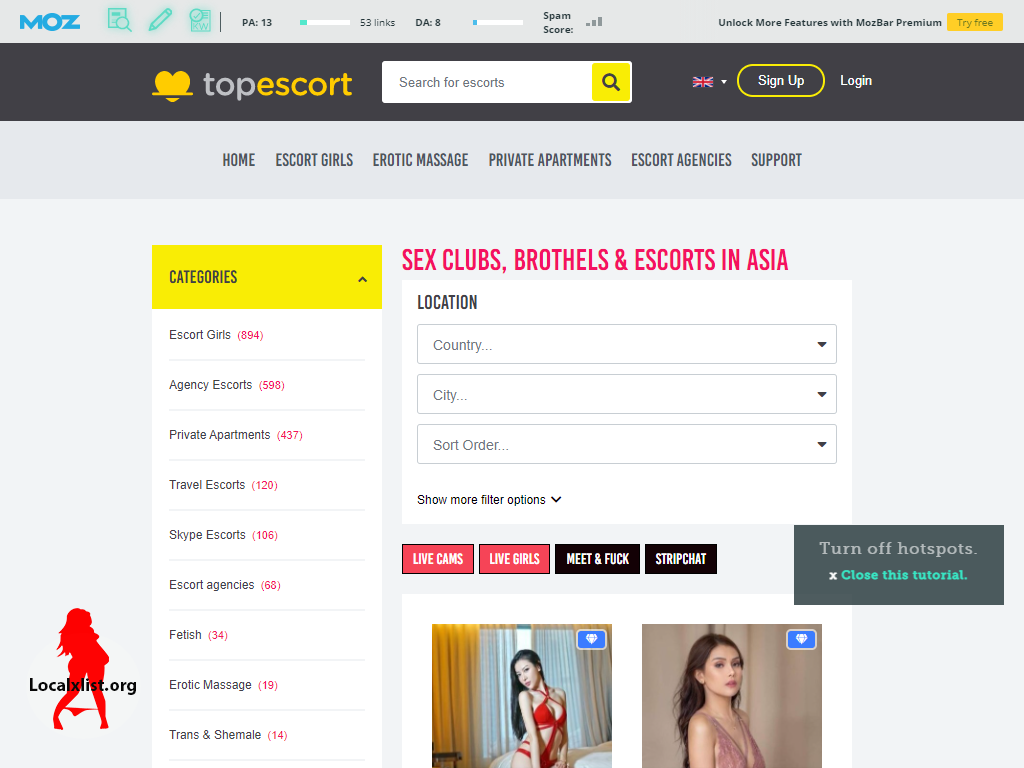 MOZ
PA: 13
53 links
DA: 8
Spam
Score:
Unlock More Features with MozBar Premium
Try free
topescort
Search for escorts
Sign Up
Login
HOME
ESCORT GIRLS
EROTIC MASSAGE
PRIVATE APARTMENTS
ESCORT AGENCIES
SUPPORT
CATEGORIES
Escort Girls (894)
Agency Escorts (598)
Private Apartments (437)
Travel Escorts (120)
Skype Escorts (106)
Escort agencies (68)
Fetish (34)
Erotic Massage (19)
Trans & Shemale (14)
SEX CLUBS, BROTHELS & ESCORTS IN ASIA
LOCATION
Country...
City...
Sort Order...
Show more filter options
LIVE CAMS
LIVE GIRLS
MEET & FUCK
STRIPCHAT
Turn off hotspots.
x Close this tutorial.
Localxlist.org